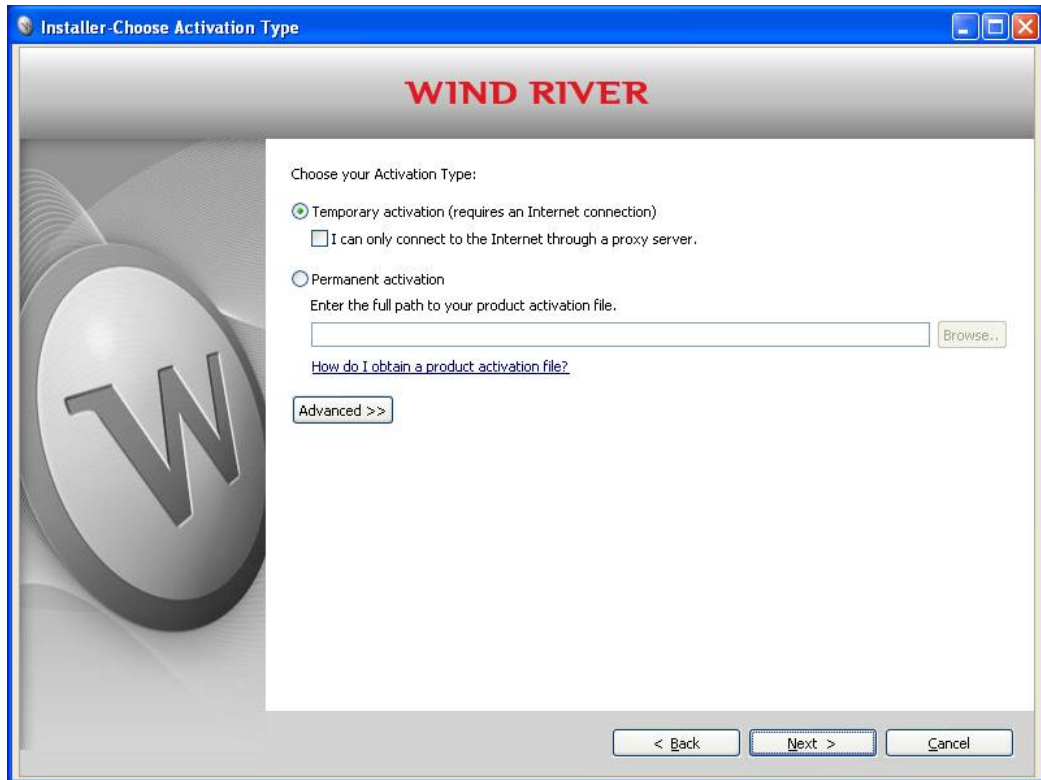 Installer-Choose Activation Type
WIND RIVER
Choose your Activation Type:
Temporary activation (requires an Internet connection)
I can only connect to the Internet through a proxy server.
Permanent activation
Enter the full path to your product activation file.
Browse..
How do I obtain a product activation file?
Advanced >>
W
< Back Next > Cancel